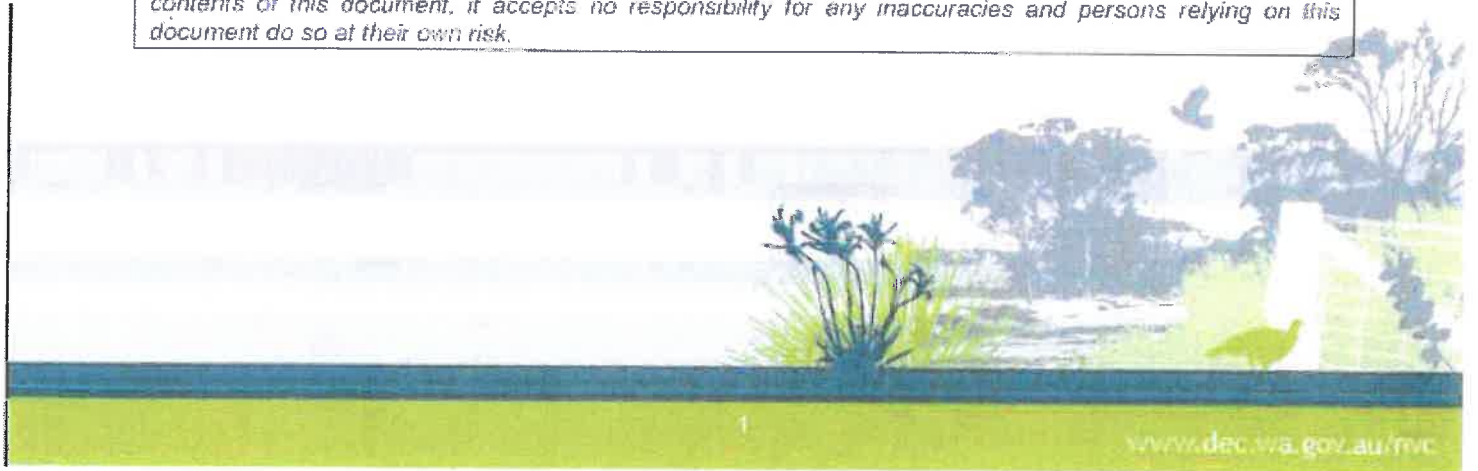 contents of this document, it accepts no responsibility for any inaccuracies and persons relying on this
document do so at their own risk.
1
www.dec.wa.gov.au/nvc